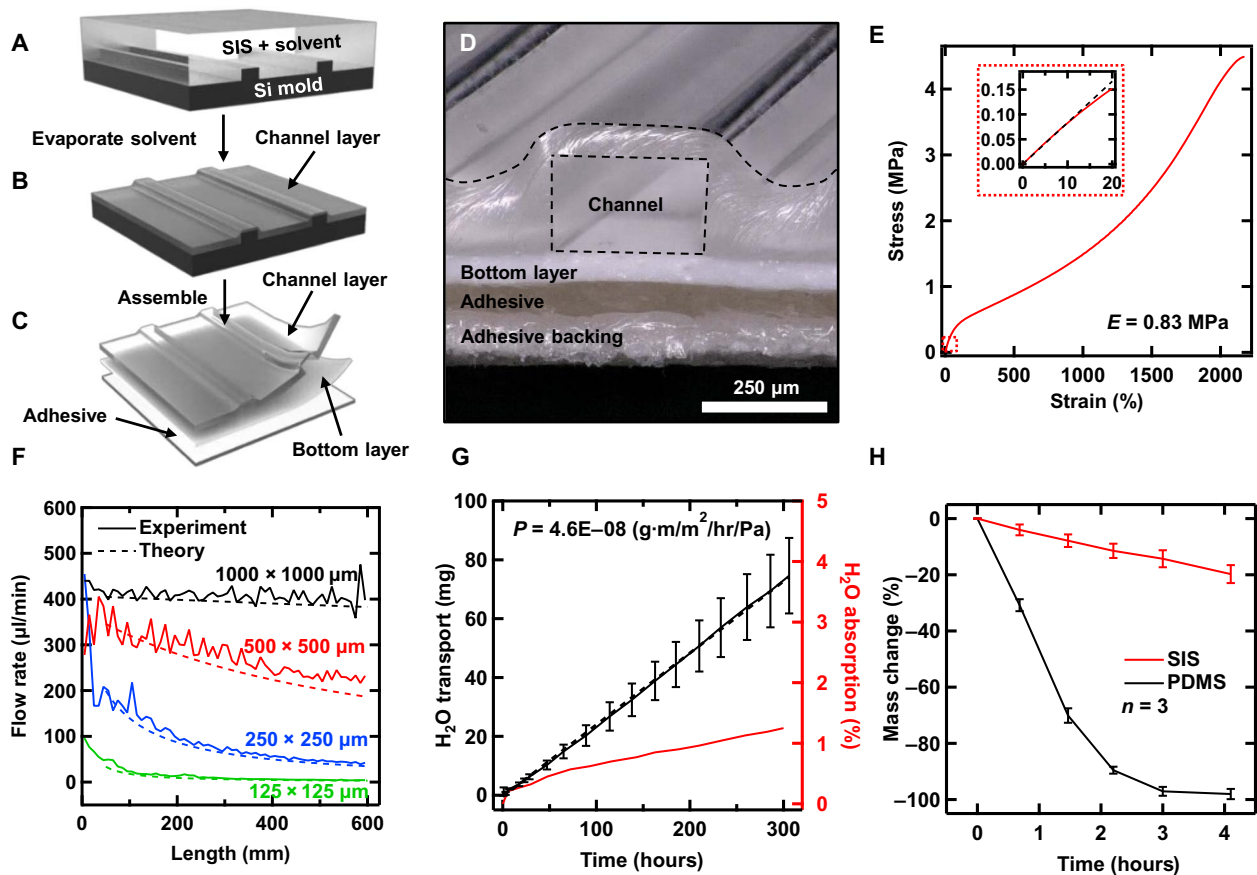 A
SIS + solvent
Si mold
Evaporate solvent
Channel layer
B
Assemble
Channel layer
C
Adhesive
Bottom layer
D
Channel
Bottom layer
Adhesive
Adhesive backing
250 µm
E
Stress (MPa)
4
3
2
1
0
0.15
0.10
0.05
0.00
0 10 20
E = 0.83 MPa
0 500 1000 1500 2000
Strain (%)
F
Flow rate (µl/min)
600
500
400
300
200
100
0
Experiment
Theory
1000 × 1000 µm
500 × 500 µm
250 × 250 µm
125 × 125 µm
0 200 400 600
Length (mm)
G
H₂O transport (mg)
100
80
60
40
20
0
P = 4.6E–08 (g·m/m²/hr/Pa)
5
4
3
2
1
0
H₂O absorption (%)
0 100 200 300
Time (hours)
H
Mass change (%)
0
–20
–40
–60
–80
–100
SIS
PDMS
n = 3
0 1 2 3 4
Time (hours)